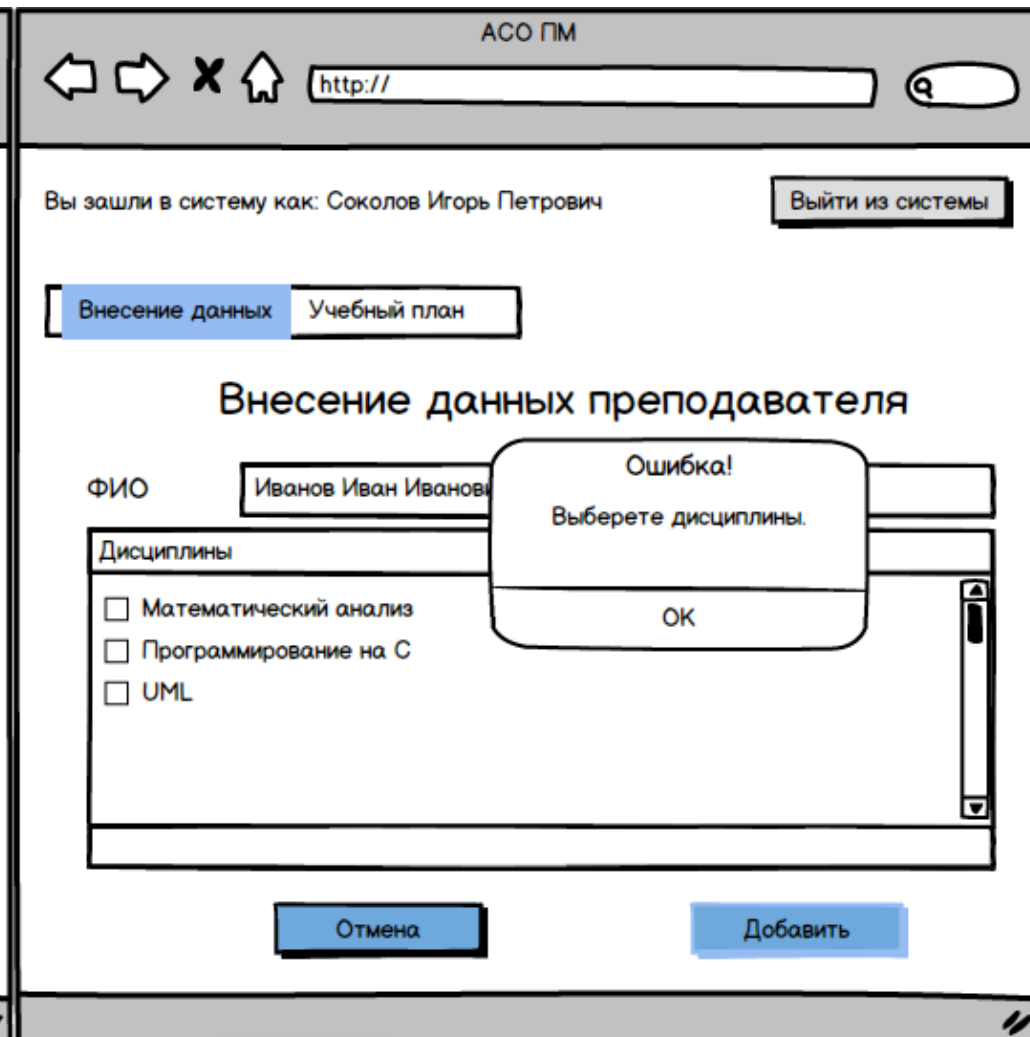 АСО ПМ
http://
Вы зашли в систему как: Соколов Игорь Петрович
Выйти из системы
Внесение данных
Учебный план
Внесение данных преподавателя
ФИО
Иванов Иван
Ошибка!
Выберете дисциплины.
OK
Дисциплины
Математический анализ
Программирование на С
UML
Отмена
Добавить